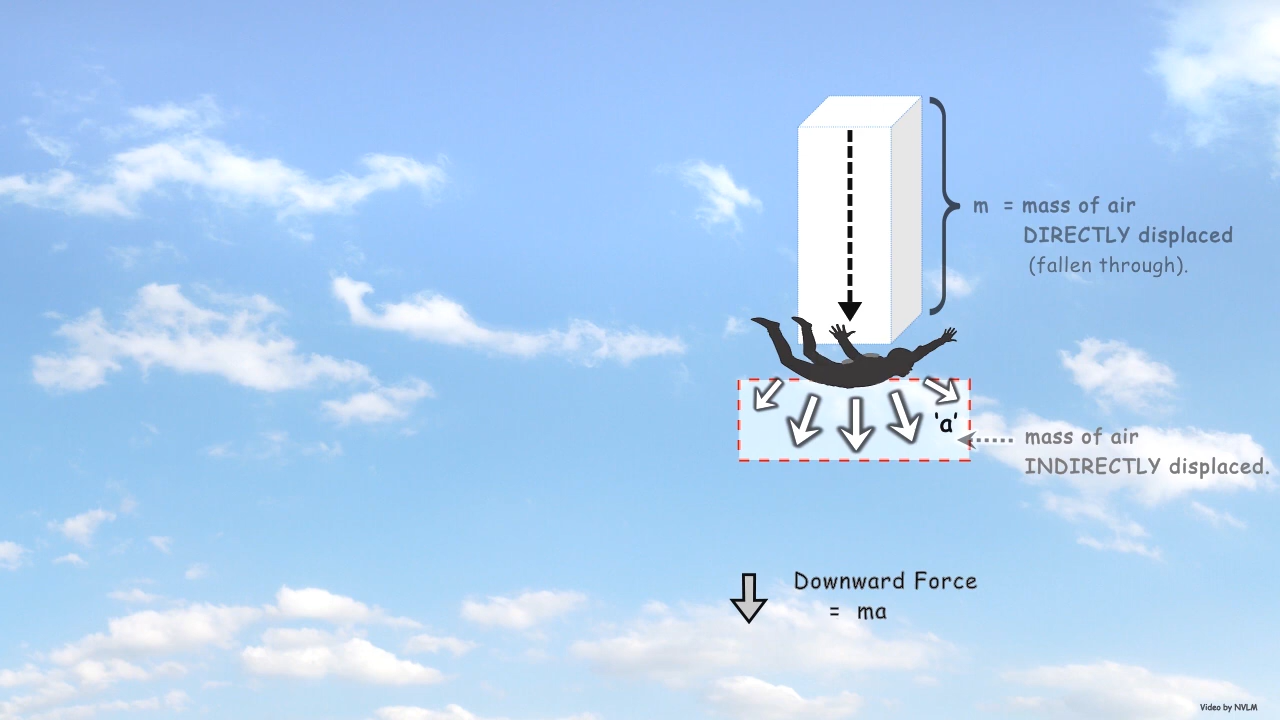 m = mass of air
DIRECTLY displaced
(fallen through).
'a'
mass of air
INDIRECTLY displaced.
Downward Force
= ma
Video by NVLM